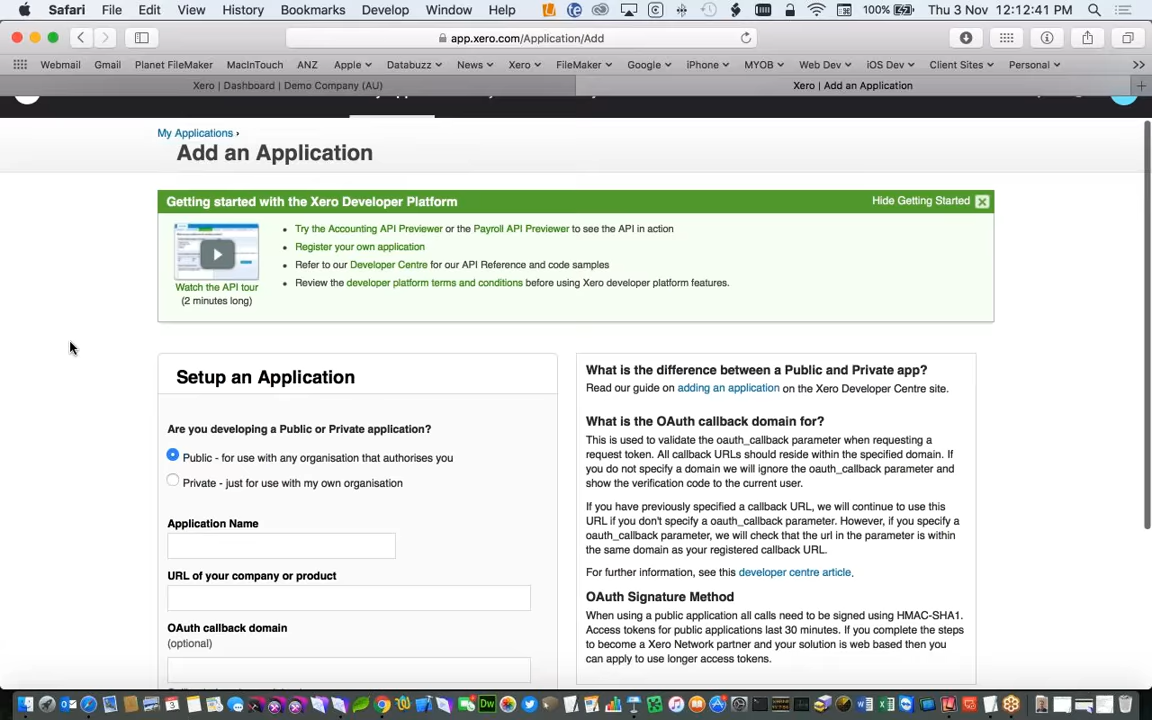 Safari File Edit View History Bookmarks Develop Window Help 100% Thu 3 Nov 12:12:41 PM
app.xero.com/Application/Add
Webmail Gmail Planet FileMaker MacInTouch ANZ Apple Databuzz News Xero FileMaker Google iPhone MYOB Web Dev iOS Dev Client Sites Personal »
Xero | Dashboard | Demo Company (AU) Xero | Add an Application
My Applications ›
Add an Application
Getting started with the Xero Developer Platform Hide Getting Started
Try the Accounting API Previewer or the Payroll API Previewer to see the API in action
Register your own application
Refer to our Developer Centre for our API Reference and code samples
Review the developer platform terms and conditions before using Xero developer platform features.
Watch the API tour
(2 minutes long)
Setup an Application
Are you developing a Public or Private application?
Public - for use with any organisation that authorises you
Private - just for use with my own organisation
Application Name
URL of your company or product
OAuth callback domain
(optional)
What is the difference between a Public and Private app?
Read our guide on adding an application on the Xero Developer Centre site.
What is the OAuth callback domain for?
This is used to validate the oauth_callback parameter when requesting a
request token. All callback URLs should reside within the specified domain. If
you do not specify a domain we will ignore the oauth_callback parameter and
show the verification code to the current user.
If you have previously specified a callback URL, we will continue to use this
URL if you don't specify a oauth_callback parameter. However, if you specify a
oauth_callback parameter, we will check that the url in the parameter is within
the same domain as your registered callback URL.
For further information, see this developer centre article.
OAuth Signature Method
When using a public application all calls need to be signed using HMAC-SHA1.
Access tokens for public applications last 30 minutes. If you complete the steps
to become a Xero Network partner and your solution is web based then you
can apply to use longer access tokens.
Dw